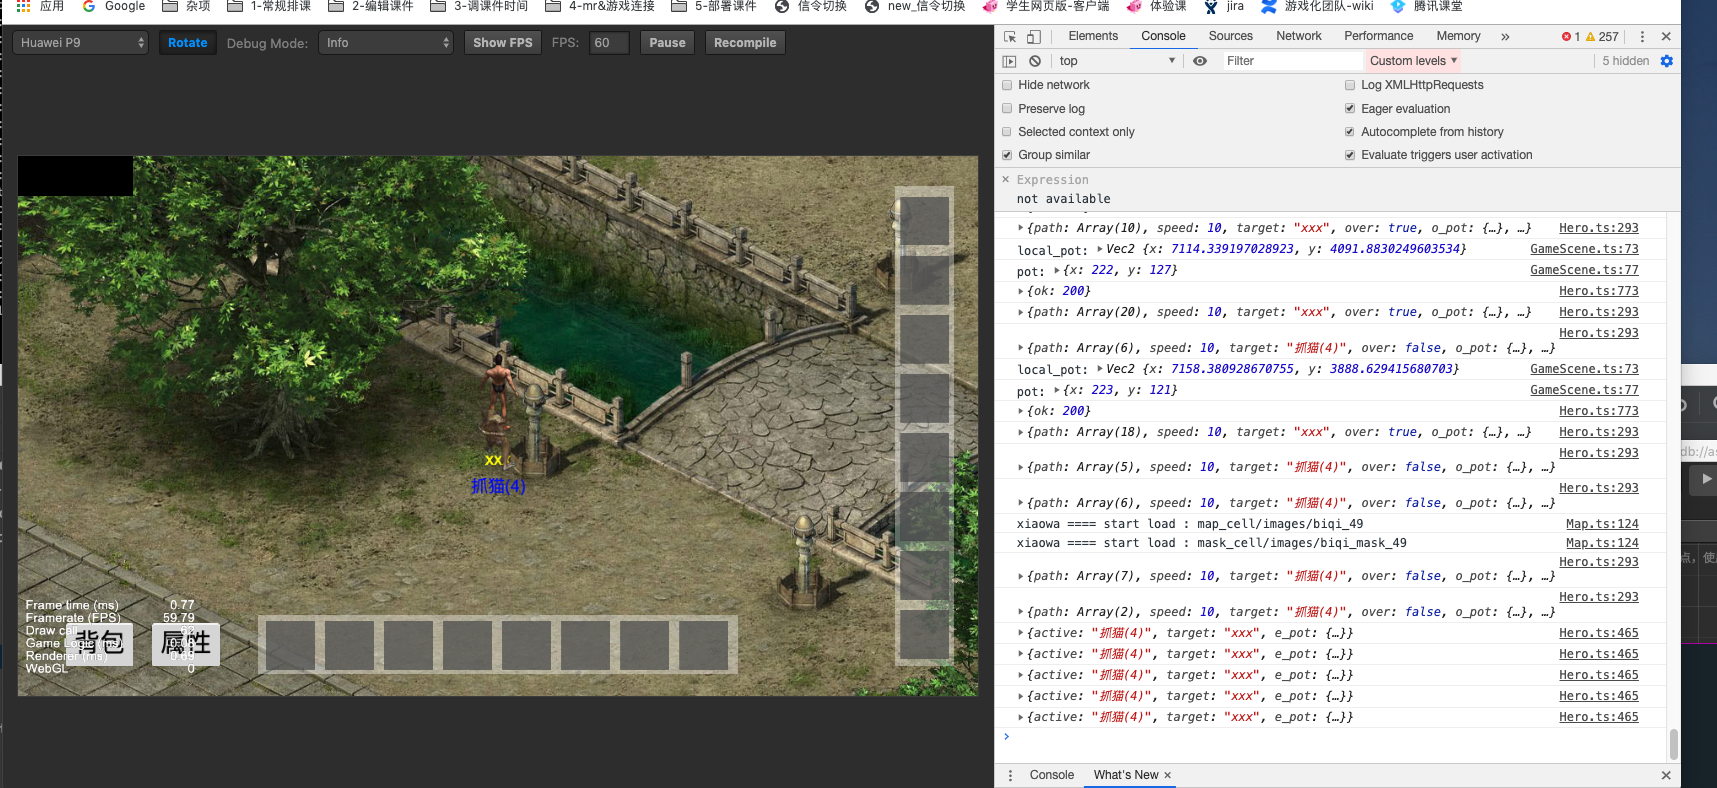 应用 Google 杂项 1-常规排课 2-编辑课件 3-调课件时间 4-mr&游戏连接 5-部署课件 信令切换 new_信令切换 学生网页版-客户端 体验课 jira 游戏化团队-wiki 腾讯课堂
Huawei P9 Rotate Debug Mode: Info Show FPS FPS: 60 Pause Recompile
Elements Console Sources Network Performance Memory » 1 257
top Filter Custom levels 5 hidden
Hide network Log XMLHttpRequests
Preserve log Eager evaluation
Selected context only Autocomplete from history
Group similar Evaluate triggers user activation
Expression
not available
{path: Array(10), speed: 10, target: "xxx", over: true, o_pot: {…}, …} Hero.ts:293
local_pot: Vec2 {x: 7114.339197028923, y: 4091.8830249603534} GameScene.ts:73
pot: {x: 222, y: 127} GameScene.ts:77
{ok: 200} Hero.ts:773
{path: Array(20), speed: 10, target: "xxx", over: true, o_pot: {…}, …} Hero.ts:293
Hero.ts:293
{path: Array(6), speed: 10, target: "抓猫(4)", over: false, o_pot: {…}, …}
local_pot: Vec2 {x: 7158.380928670755, y: 3888.629415680703} GameScene.ts:73
pot: {x: 223, y: 121} GameScene.ts:77
{ok: 200} Hero.ts:773
{path: Array(18), speed: 10, target: "xxx", over: true, o_pot: {…}, …} Hero.ts:293
Hero.ts:293
{path: Array(5), speed: 10, target: "抓猫(4)", over: false, o_pot: {…}, …}
Hero.ts:293
{path: Array(6), speed: 10, target: "抓猫(4)", over: false, o_pot: {…}, …}
xiaowa ==== start load : map_cell/images/biqi_49 Map.ts:124
xiaowa ==== start load : mask_cell/images/biqi_mask_49 Map.ts:124
Hero.ts:293
{path: Array(7), speed: 10, target: "抓猫(4)", over: false, o_pot: {…}, …}
Hero.ts:293
{path: Array(2), speed: 10, target: "抓猫(4)", over: false, o_pot: {…}, …}
{active: "抓猫(4)", target: "xxx", e_pot: {…}} Hero.ts:465
{active: "抓猫(4)", target: "xxx", e_pot: {…}} Hero.ts:465
{active: "抓猫(4)", target: "xxx", e_pot: {…}} Hero.ts:465
{active: "抓猫(4)", target: "xxx", e_pot: {…}} Hero.ts:465
{active: "抓猫(4)", target: "xxx", e_pot: {…}} Hero.ts:465
Console What's New
xx
抓猫(4)
Frame time (ms) 0.77
Framerate (FPS) 59.79
Draw call
Game Logic (ms)
Renderer (ms) 0.69
WebGL 0
背包 属性
db://as
点，使